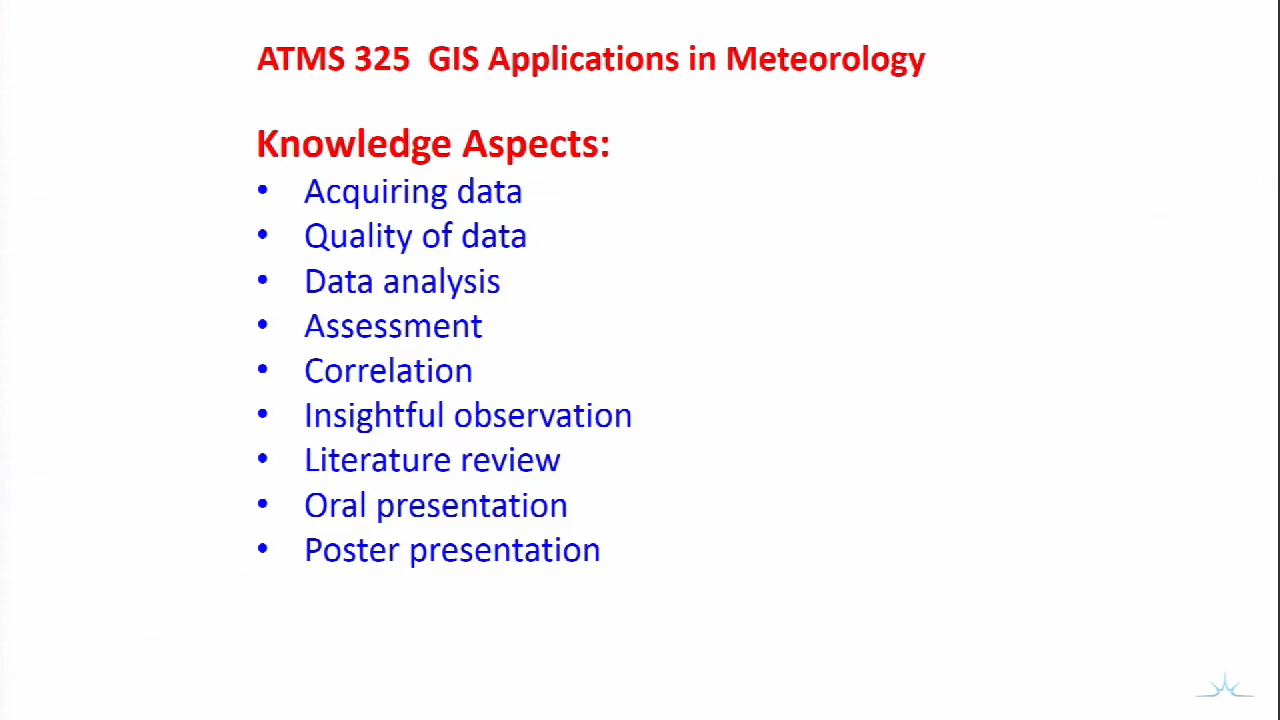 ATMS 325 GIS Applications in Meteorology
Knowledge Aspects:
• Acquiring data
• Quality of data
• Data analysis
• Assessment
• Correlation
• Insightful observation
• Literature review
• Oral presentation
• Poster presentation